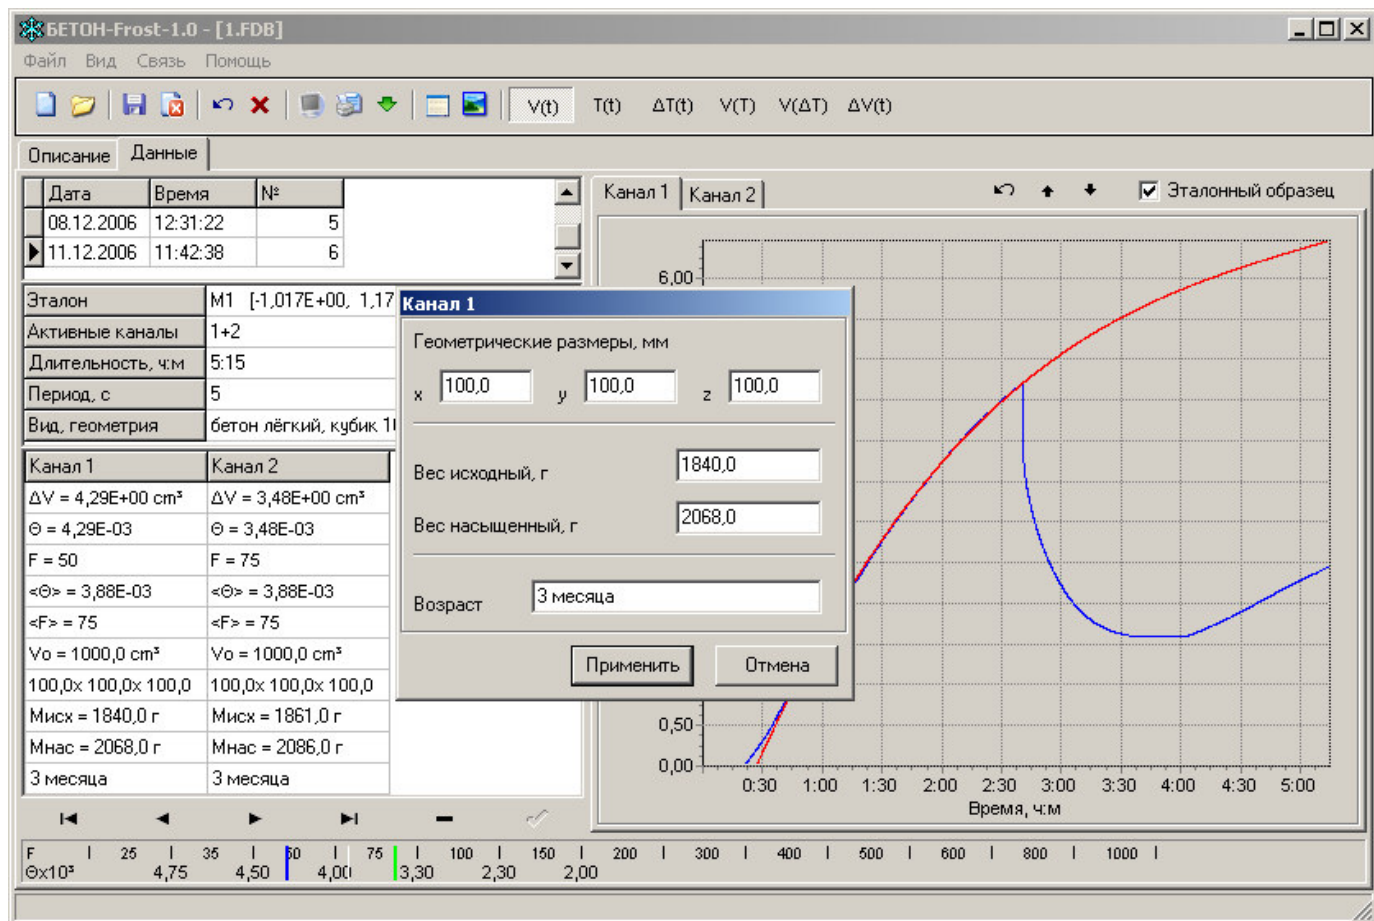 БЕТОН-Frost-1.0 - [1.FDB]
Файл Вид Связь Помощь
V(t) T(t) ΔT(t) V(T) V(ΔT) ΔV(t)
Описание Данные
Дата Время №
08.12.2006 12:31:22 5
11.12.2006 11:42:38 6
Эталон М1 [-1,017E+00, 1,17
Активные каналы 1+2
Длительность, ч:м 5:15
Период, с 5
Вид, геометрия бетон лёгкий, кубик 1
Канал 1 Канал 2
ΔV = 4,29E+00 cm³ ΔV = 3,48E+00 cm³
Θ = 4,29E-03 Θ = 3,48E-03
F = 50 F = 75
<Θ> = 3,88E-03 <Θ> = 3,88E-03
<F> = 75 <F> = 75
Vo = 1000,0 cm³ Vo = 1000,0 cm³
100,0x 100,0x 100,0 100,0x 100,0x 100,0
Мисх = 1840,0 г Мисх = 1861,0 г
Мнас = 2068,0 г Мнас = 2086,0 г
3 месяца 3 месяца
Канал 1
Геометрические размеры, мм
x 100,0 y 100,0 z 100,0
Вес исходный, г 1840,0
Вес насыщенный, г 2068,0
Возраст 3 месяца
Применить Отмена
Канал 1 Канал 2 Эталонный образец
6,00
0,50
0,00
0:30 1:00 1:30 2:00 2:30 3:00 3:30 4:00 4:30 5:00
Время, ч:м
F 25 35 50 75 100 150 200 300 400 500 600 800 1000
Θx10³ 4,75 4,50 4,00 3,30 2,30 2,00